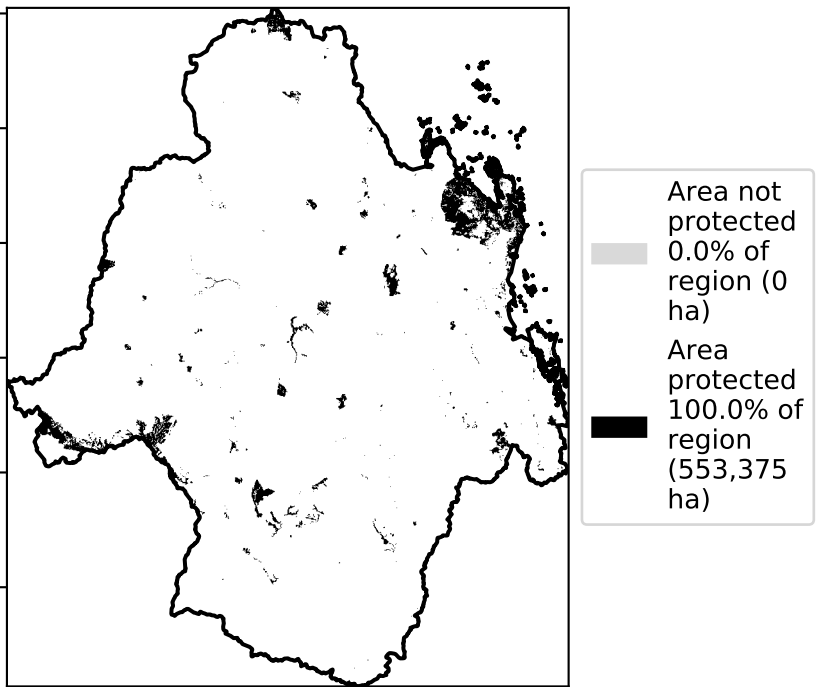 Area not
protected
0.0% of
region (0
ha)
Area
protected
100.0% of
region
(553,375
ha)